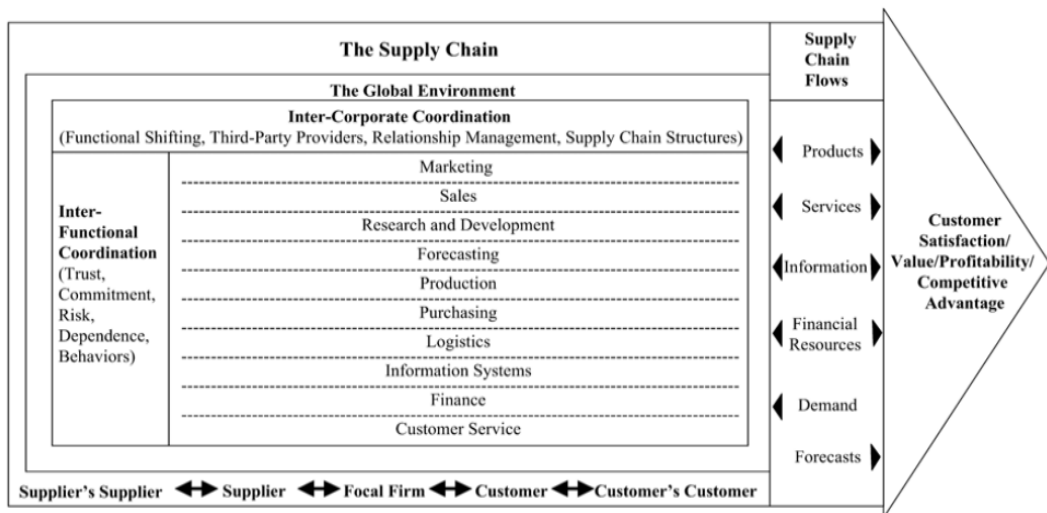 The Supply Chain
The Global Environment
Inter-Corporate Coordination
(Functional Shifting, Third-Party Providers, Relationship Management, Supply Chain Structures)
Inter-
Functional
Coordination
(Trust,
Commitment,
Risk,
Dependence,
Behaviors)
Marketing
Sales
Research and Development
Forecasting
Production
Purchasing
Logistics
Information Systems
Finance
Customer Service
Supplier's Supplier Supplier Focal Firm Customer Customer's Customer
Supply
Chain
Flows
Products
Services
Information
Financial
Resources
Demand
Forecasts
Customer
Satisfaction/
Value/Profitability/
Competitive
Advantage